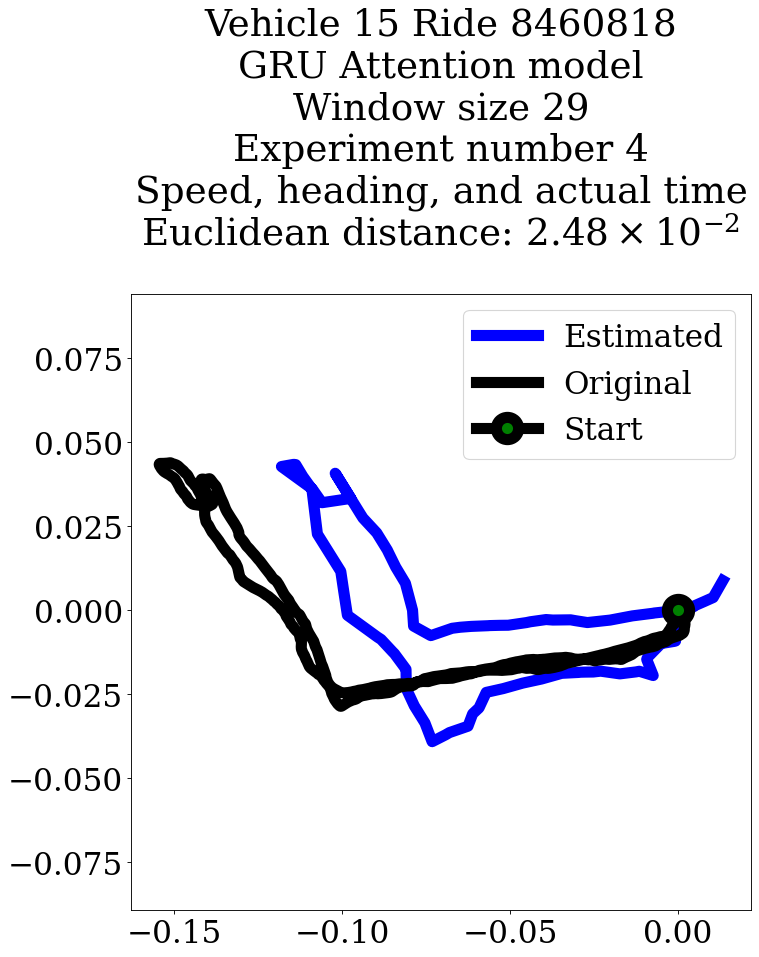 Vehicle 15 Ride 8460818
GRU Attention model
Window size 29
Experiment number 4
Speed, heading, and actual time
Euclidean distance: 2.48 × 10⁻²
Estimated
Original
Start
0.075
0.050
0.025
0.000
−0.025
−0.050
−0.075
−0.15 −0.10 −0.05 0.00